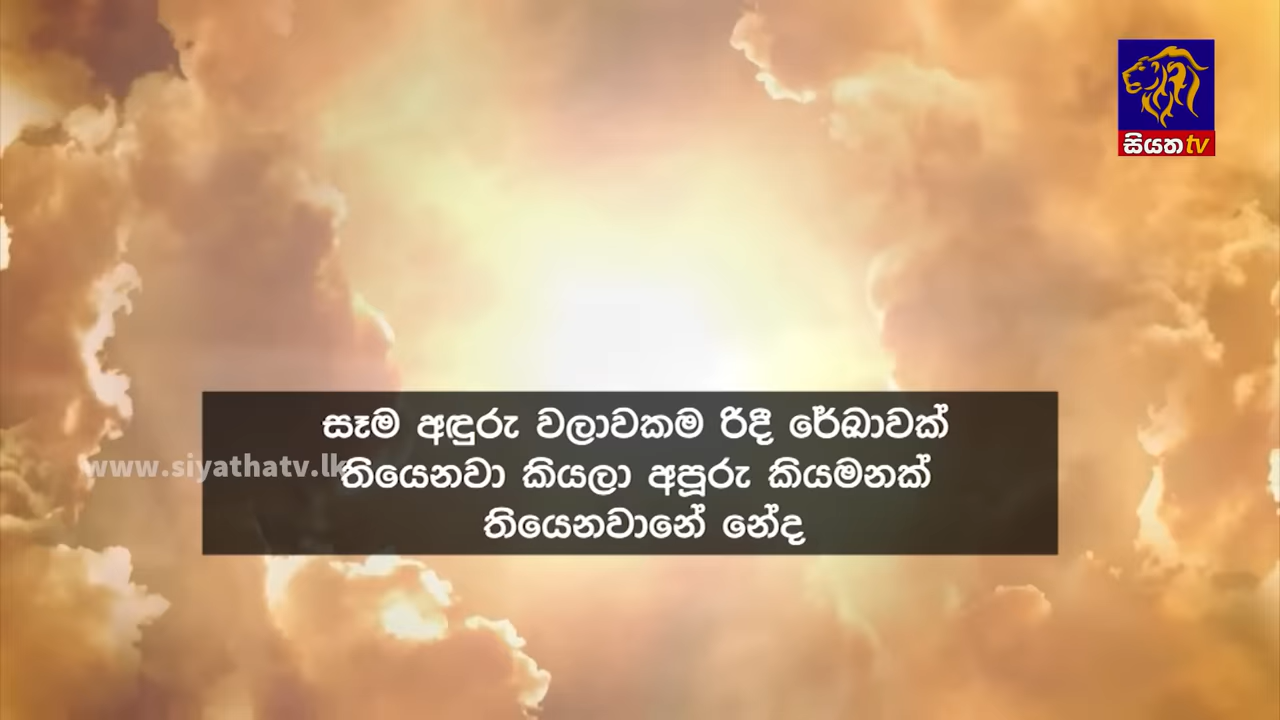 සියත tv
සෑම අඳුරු වලාවකම රිදී රේඛාවක්
www.siyathatv.lk
තියෙනවා කියලා අපූරු කියමනක්
තියෙනවානේ නේද